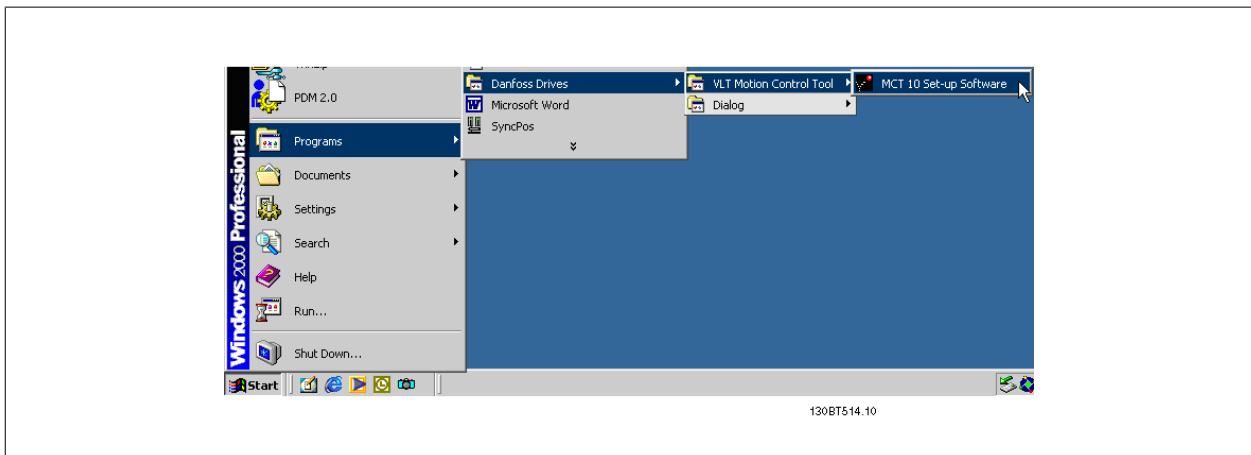 Danfoss Drives
VLT Motion Control Tool
MCT 10 Set-up Software
PDM 2.0
Microsoft Word
Dialog
SyncPos
Programs
Documents
Settings
Search
Help
Run...
Shut Down...
Windows 2000 Professional
Start
130BT514.10